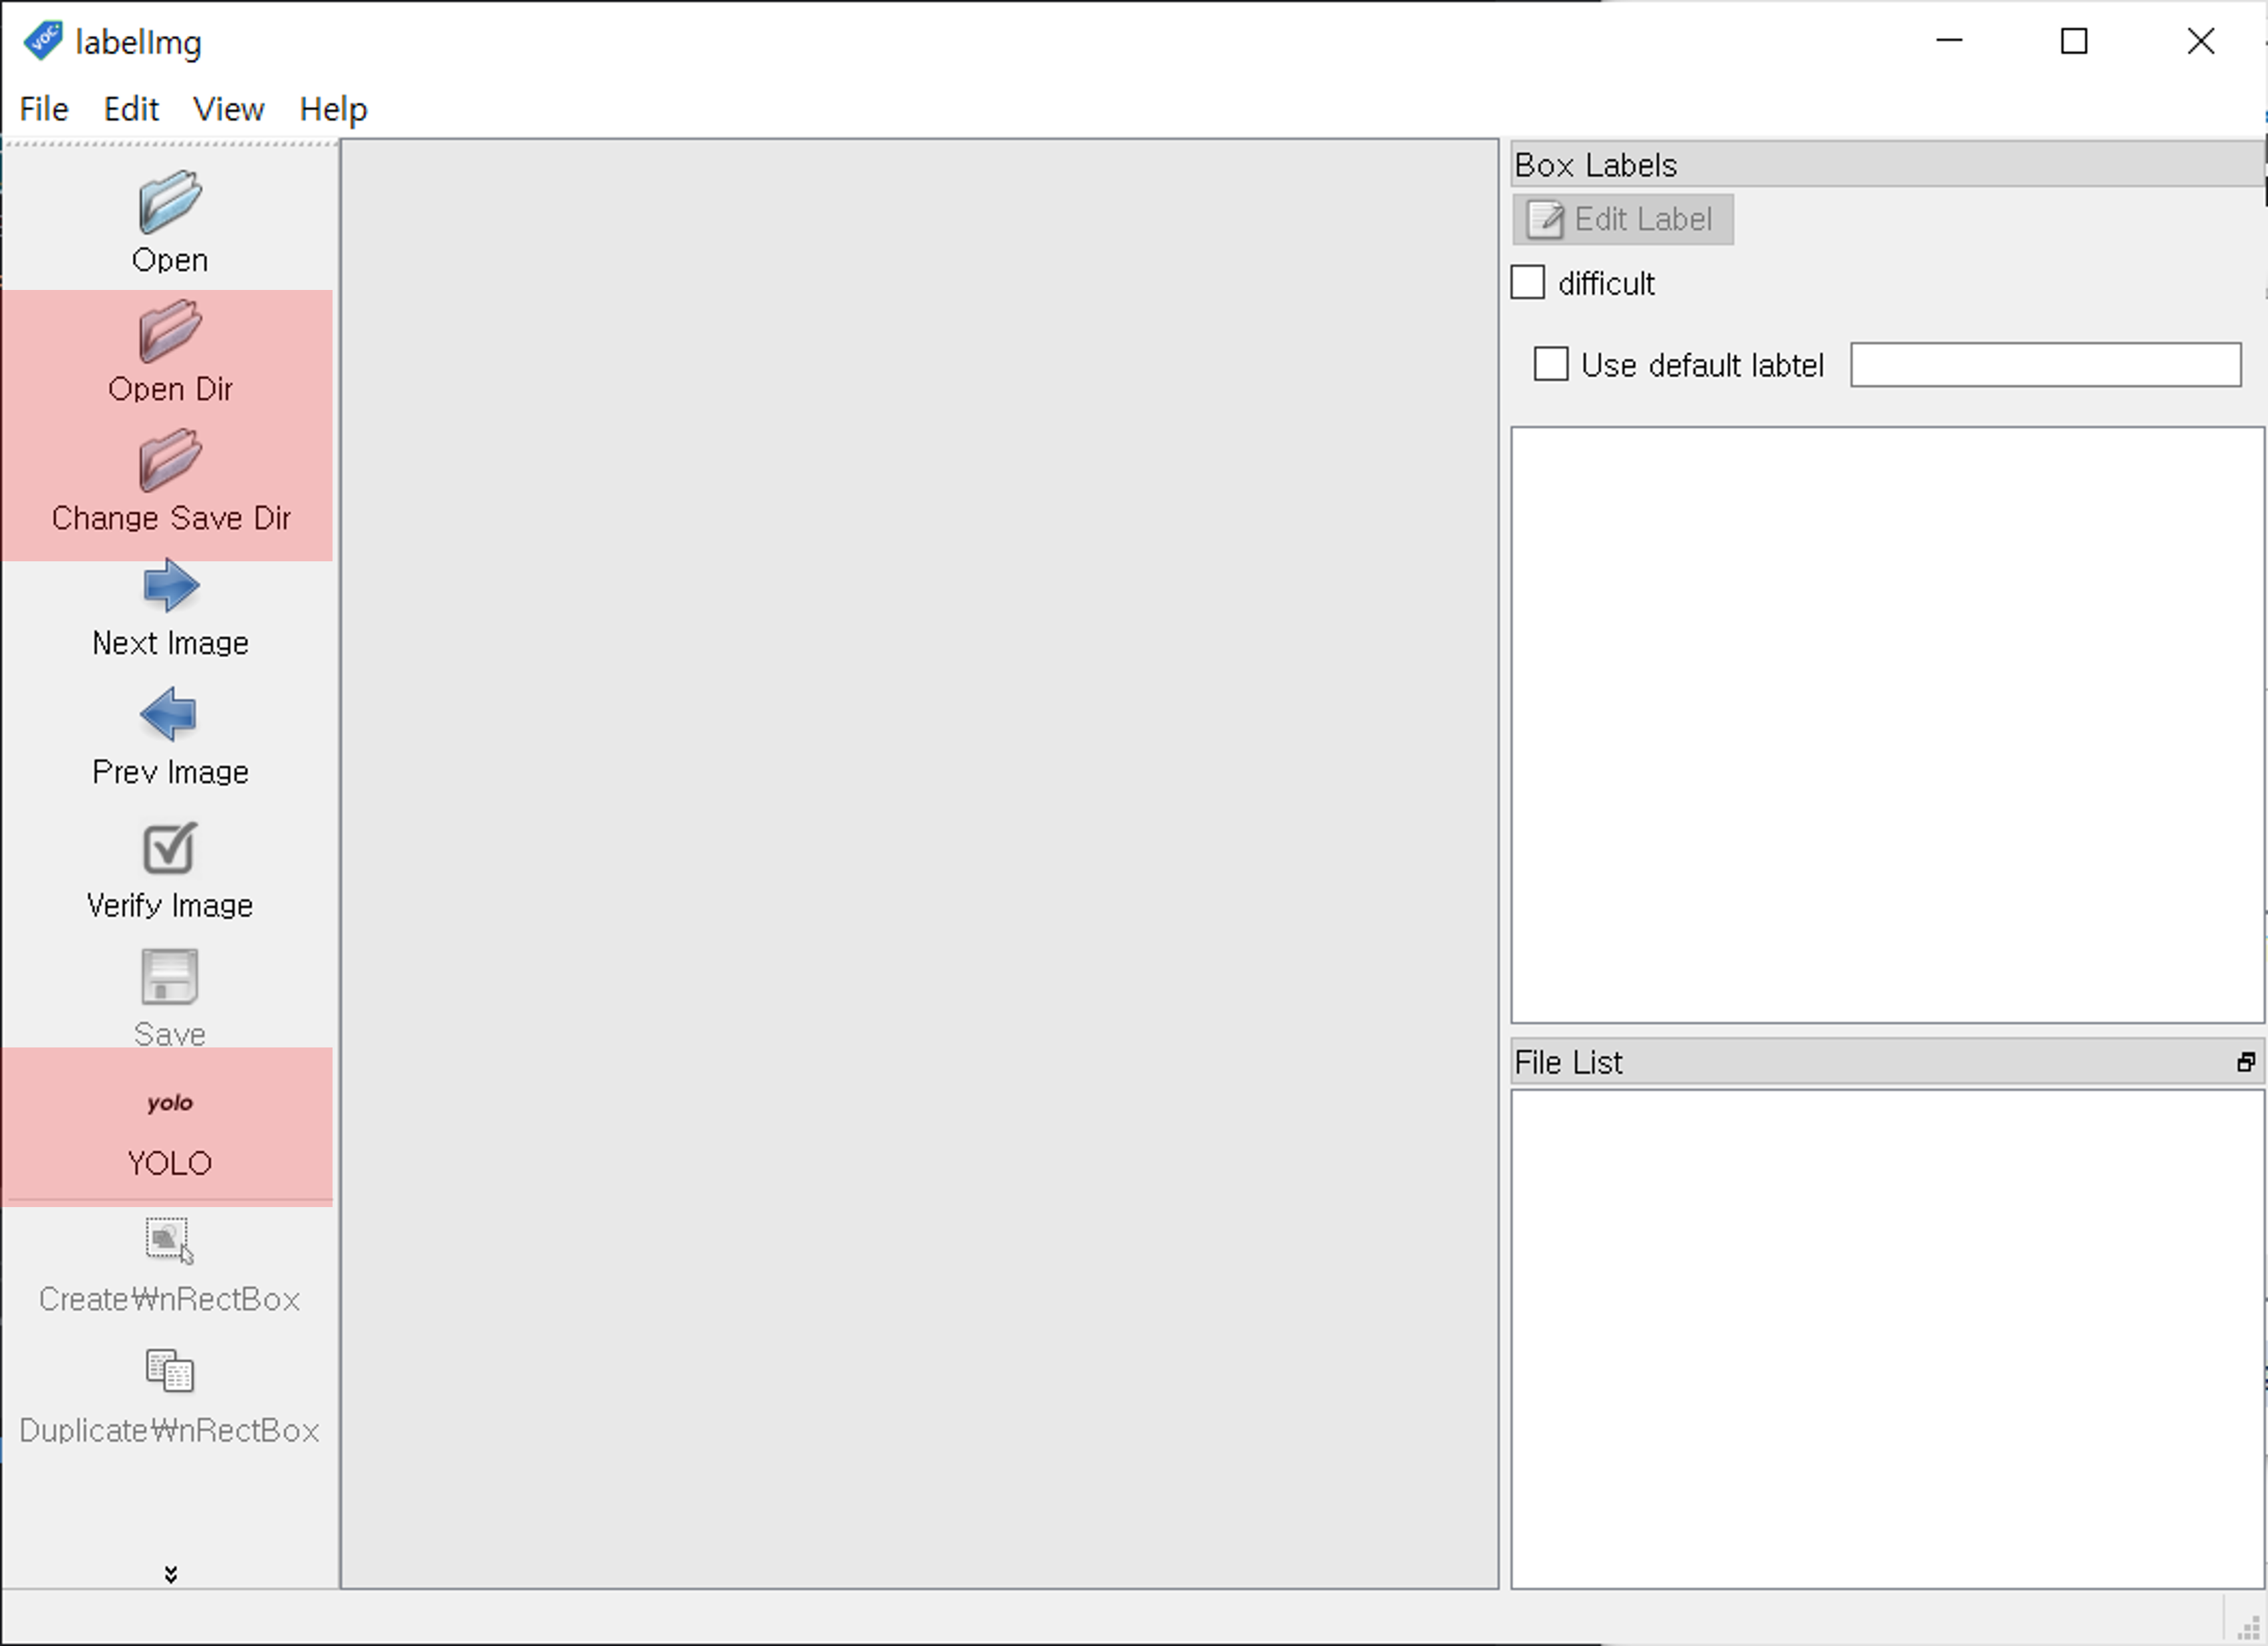 VOC
labelImg
File Edit View Help
Open
Open Dir
Change Save Dir
Next Image
Prev Image
Verify Image
Save
yolo
YOLO
Create₩nRectBox
Duplicate₩nRectBox
Box Labels
Edit Label
difficult
Use default labtel
File List